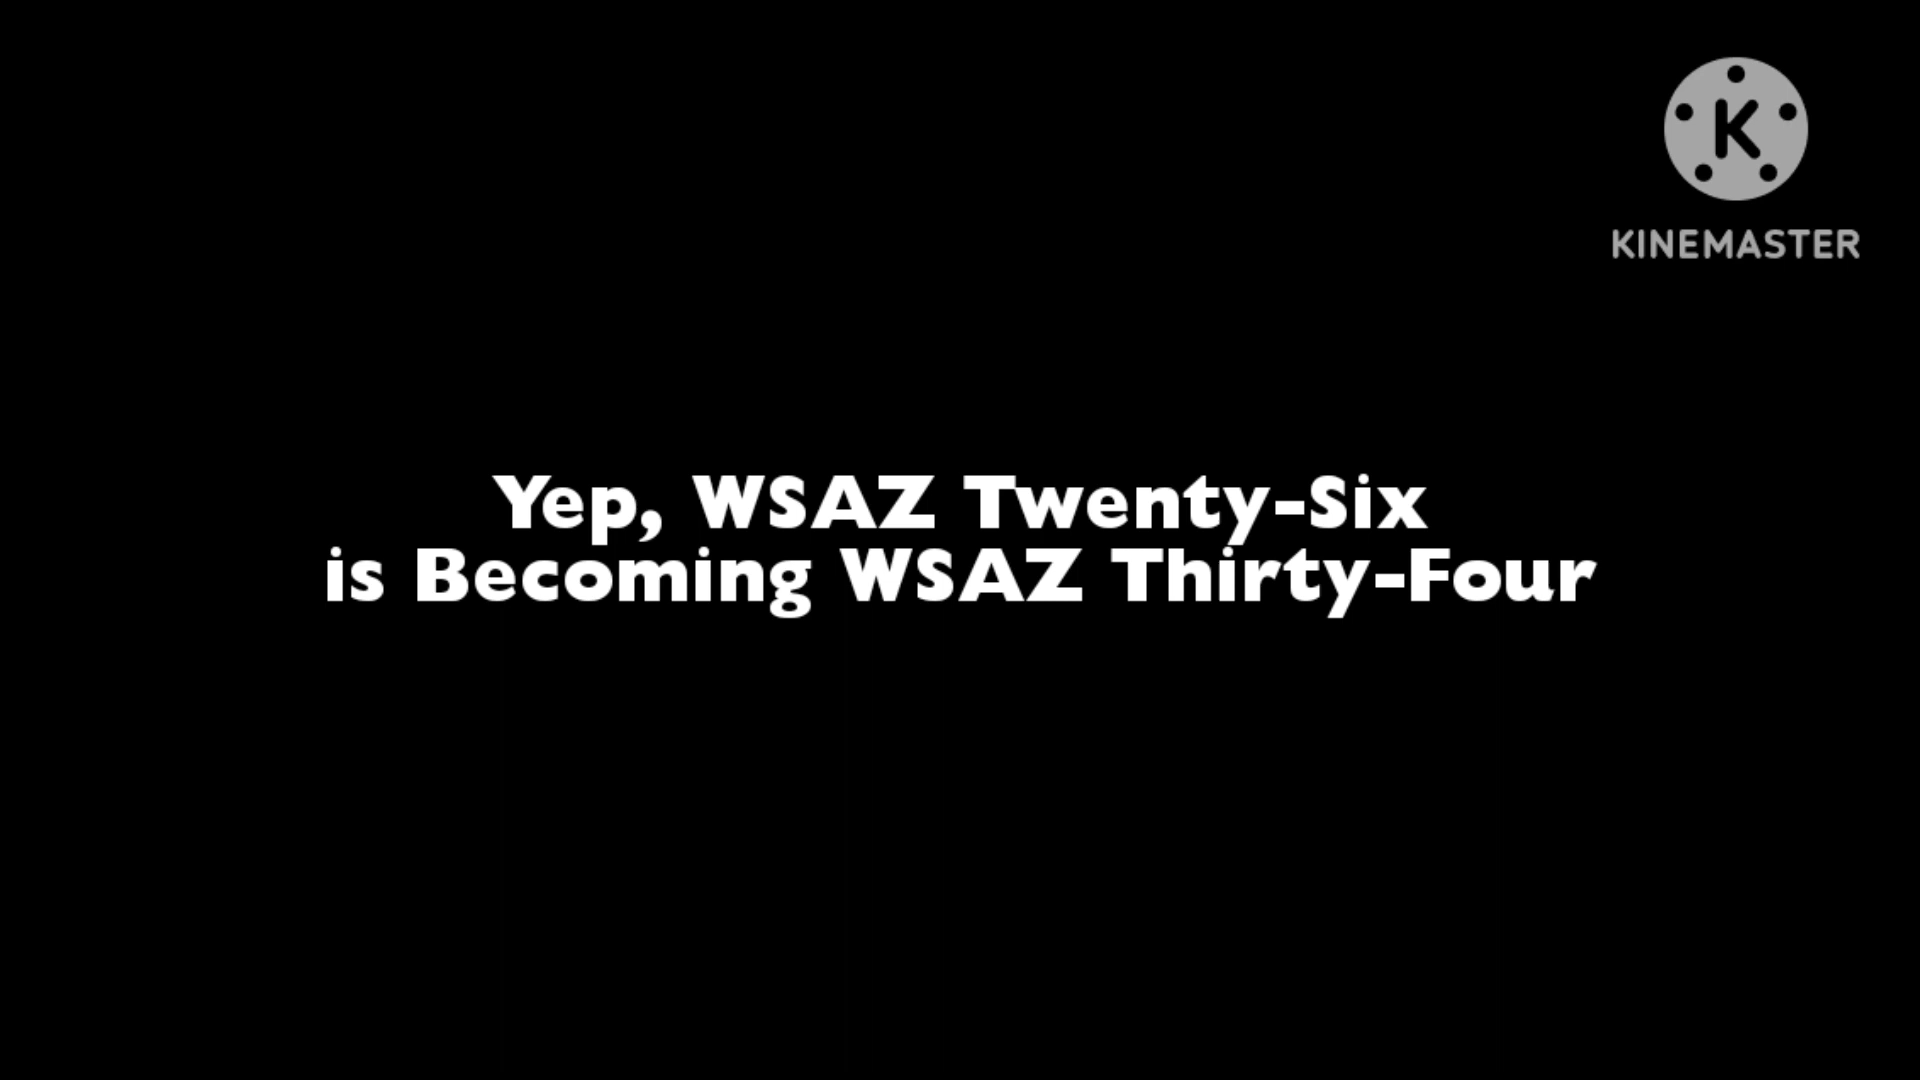 K
KINEMASTER
Yep, WSAZ Twenty-Six
is Becoming WSAZ Thirty-Four